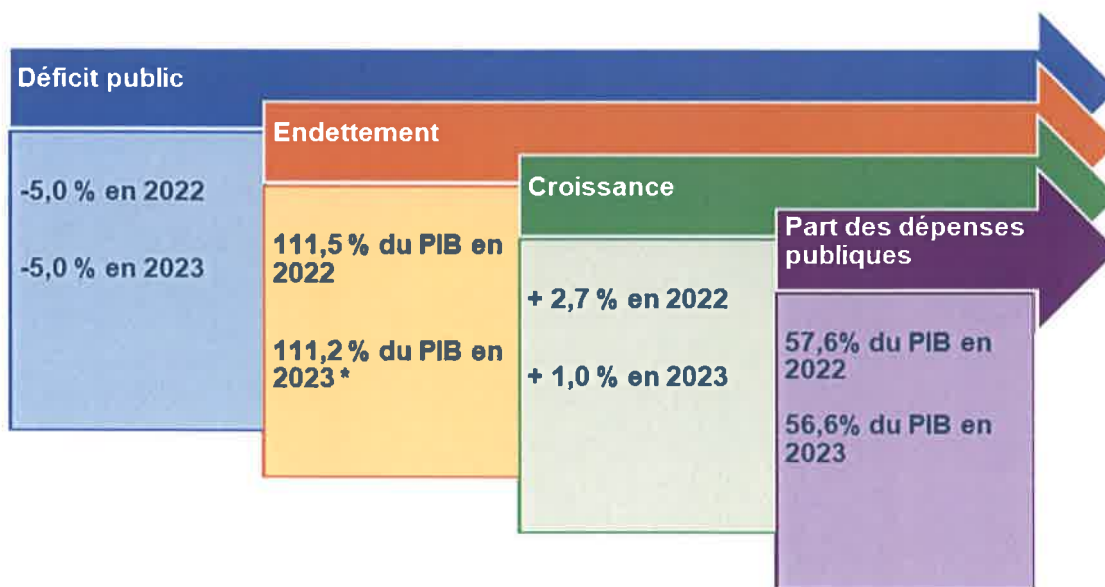 Déficit public
-5,0 % en 2022
-5,0 % en 2023
Endettement
111,5 % du PIB en
2022
111,2 % du PIB en
2023 *
Croissance
+ 2,7 % en 2022
+ 1,0 % en 2023
Part des dépenses
publiques
57,6% du PIB en
2022
56,6% du PIB en
2023